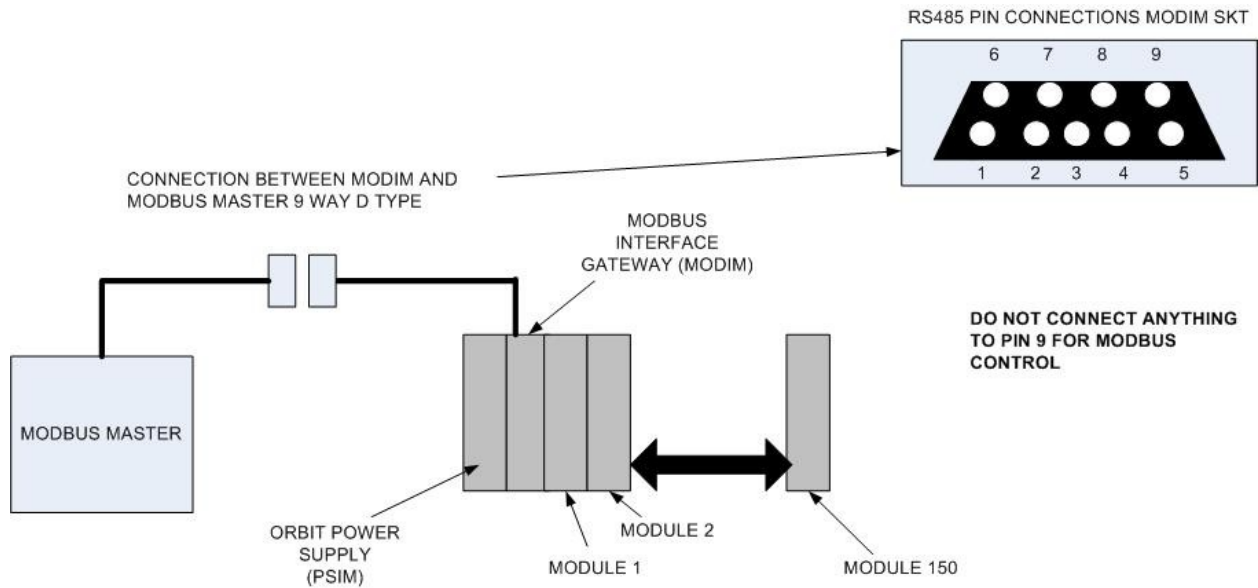 RS485 PIN CONNECTIONS MODIM SKT
6 7 8 9
1 2 3 4 5
CONNECTION BETWEEN MODIM AND
MODBUS MASTER 9 WAY D TYPE
MODBUS
INTERFACE
GATEWAY (MODIM)
DO NOT CONNECT ANYTHING
TO PIN 9 FOR MODBUS
CONTROL
MODBUS MASTER
ORBIT POWER
SUPPLY
(PSIM)
MODULE 1
MODULE 2
MODULE 150